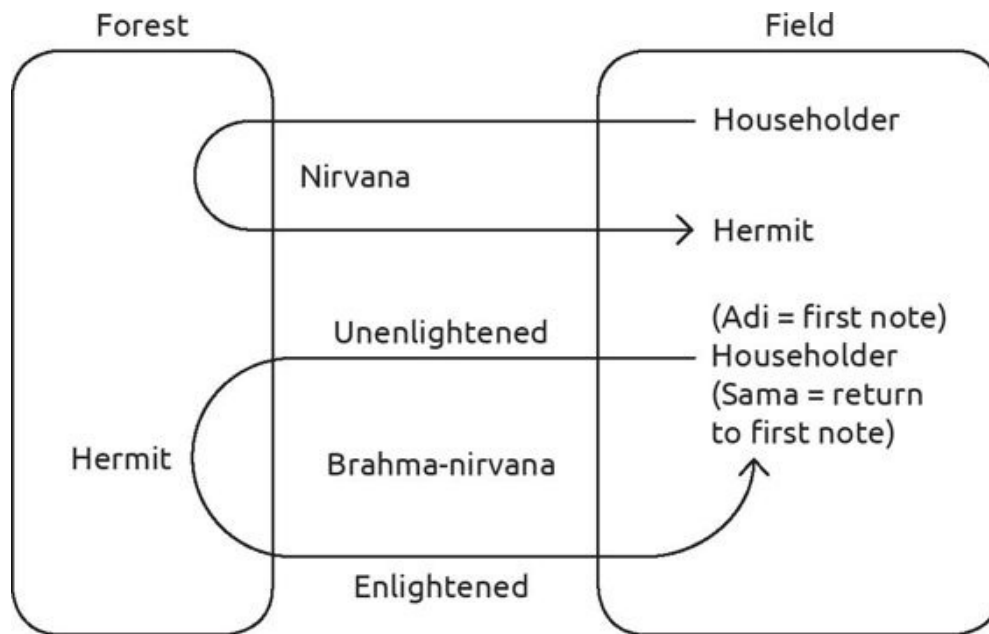 Forest
Field
Householder
Nirvana
Hermit
(Adi = first note)
Unenlightened
Householder
(Sama = return
to first note)
Hermit
Brahma-nirvana
Enlightened